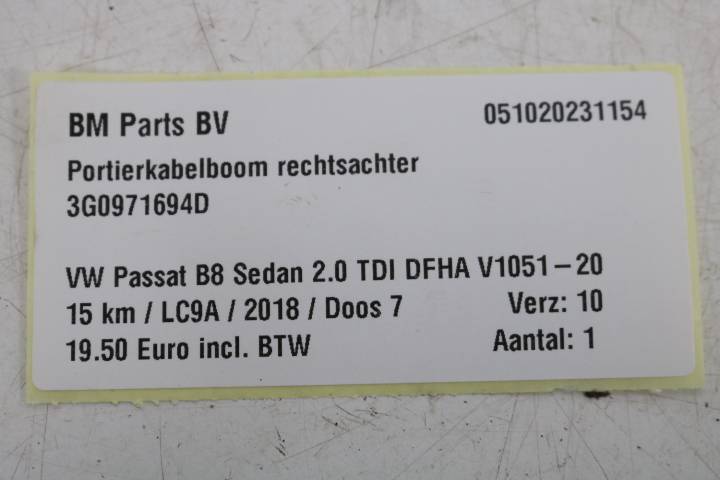 BM Parts BV 051020231154
Portierkabelboom rechtsachter
3G0971694D
VW Passat B8 Sedan 2.0 TDI DFHA V1051-20
15 km / LC9A / 2018 / Doos 7 Verz: 10
19.50 Euro incl. BTW Aantal: 1